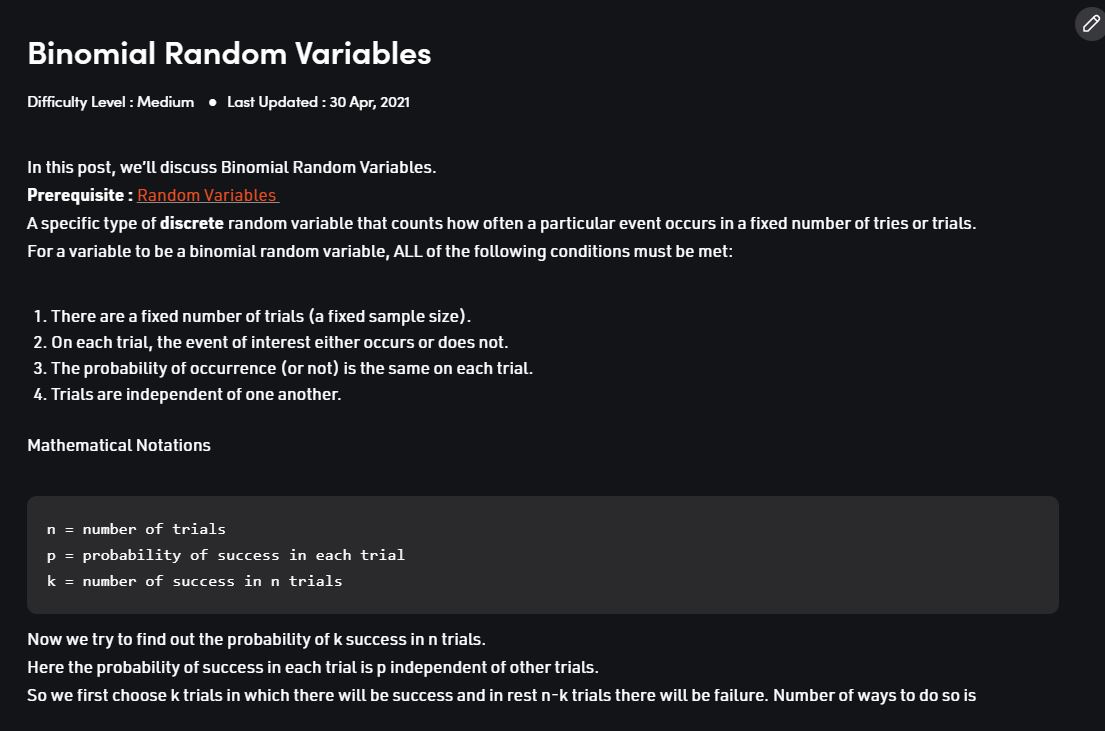 Binomial Random Variables
Difficulty Level : Medium ● Last Updated : 30 Apr, 2021
In this post, we’ll discuss Binomial Random Variables.
Prerequisite : Random Variables
A specific type of discrete random variable that counts how often a particular event occurs in a fixed number of tries or trials.
For a variable to be a binomial random variable, ALL of the following conditions must be met:
1. There are a fixed number of trials (a fixed sample size).
2. On each trial, the event of interest either occurs or does not.
3. The probability of occurrence (or not) is the same on each trial.
4. Trials are independent of one another.
Mathematical Notations
n = number of trials
p = probability of success in each trial
k = number of success in n trials
Now we try to find out the probability of k success in n trials.
Here the probability of success in each trial is p independent of other trials.
So we first choose k trials in which there will be success and in rest n-k trials there will be failure. Number of ways to do so is